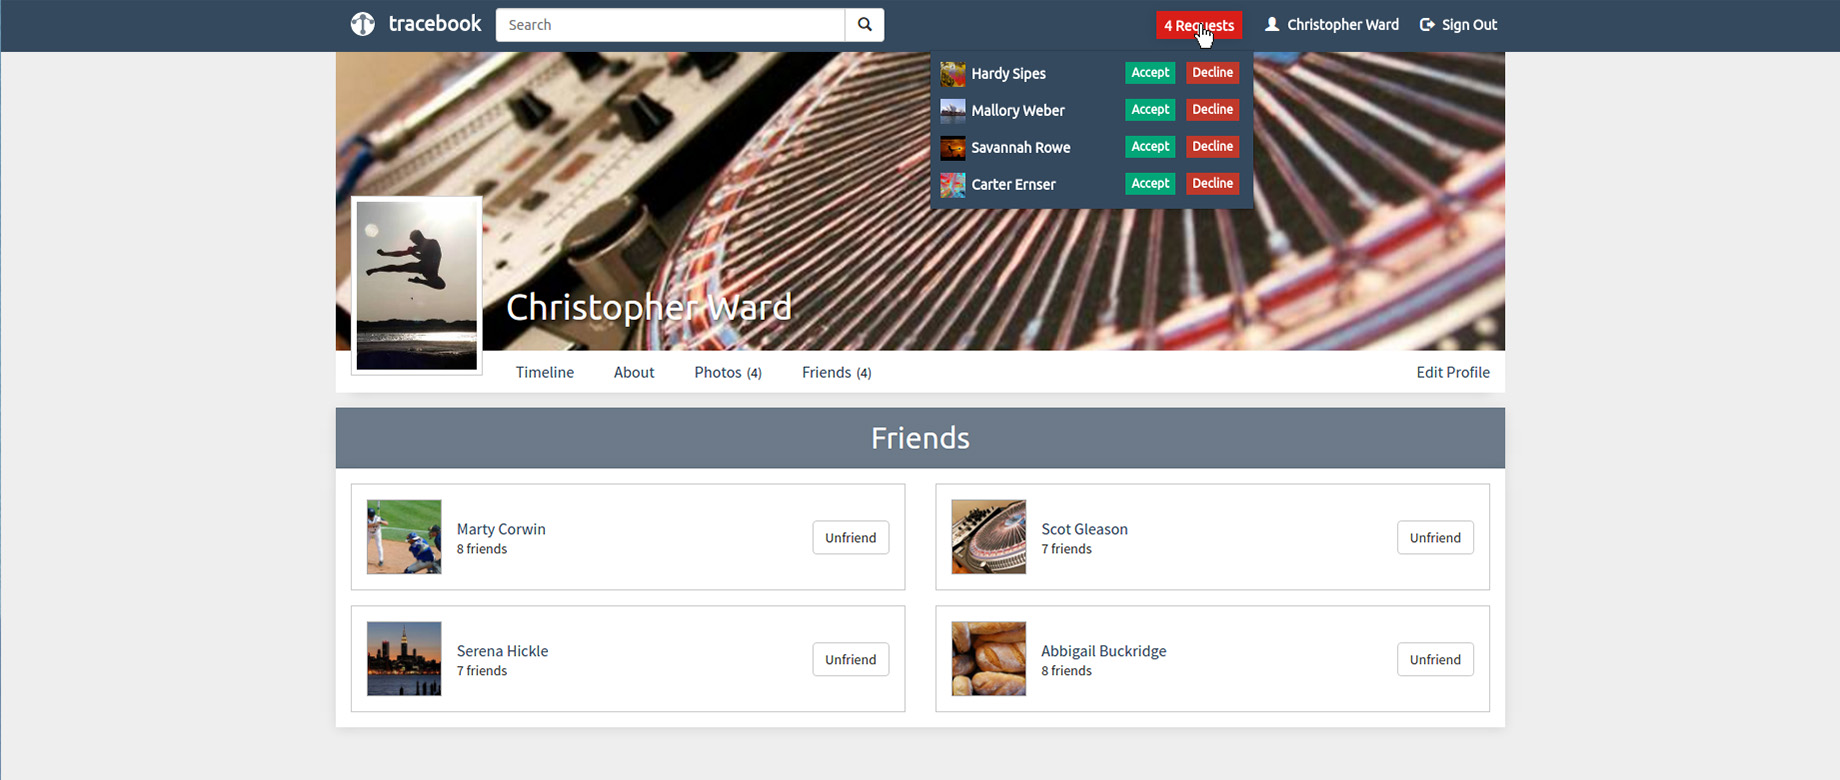 tracebook Search 4 Requests Christopher Ward Sign Out
Hardy Sipes Accept Decline
Mallory Weber Accept Decline
Savannah Rowe Accept Decline
Carter Ernser Accept Decline
Christopher Ward
Timeline About Photos (4) Friends (4) Edit Profile
Friends
Marty Corwin
8 friends
Unfriend
Scot Gleason
7 friends
Unfriend
Serena Hickle
7 friends
Unfriend
Abbigail Buckridge
8 friends
Unfriend